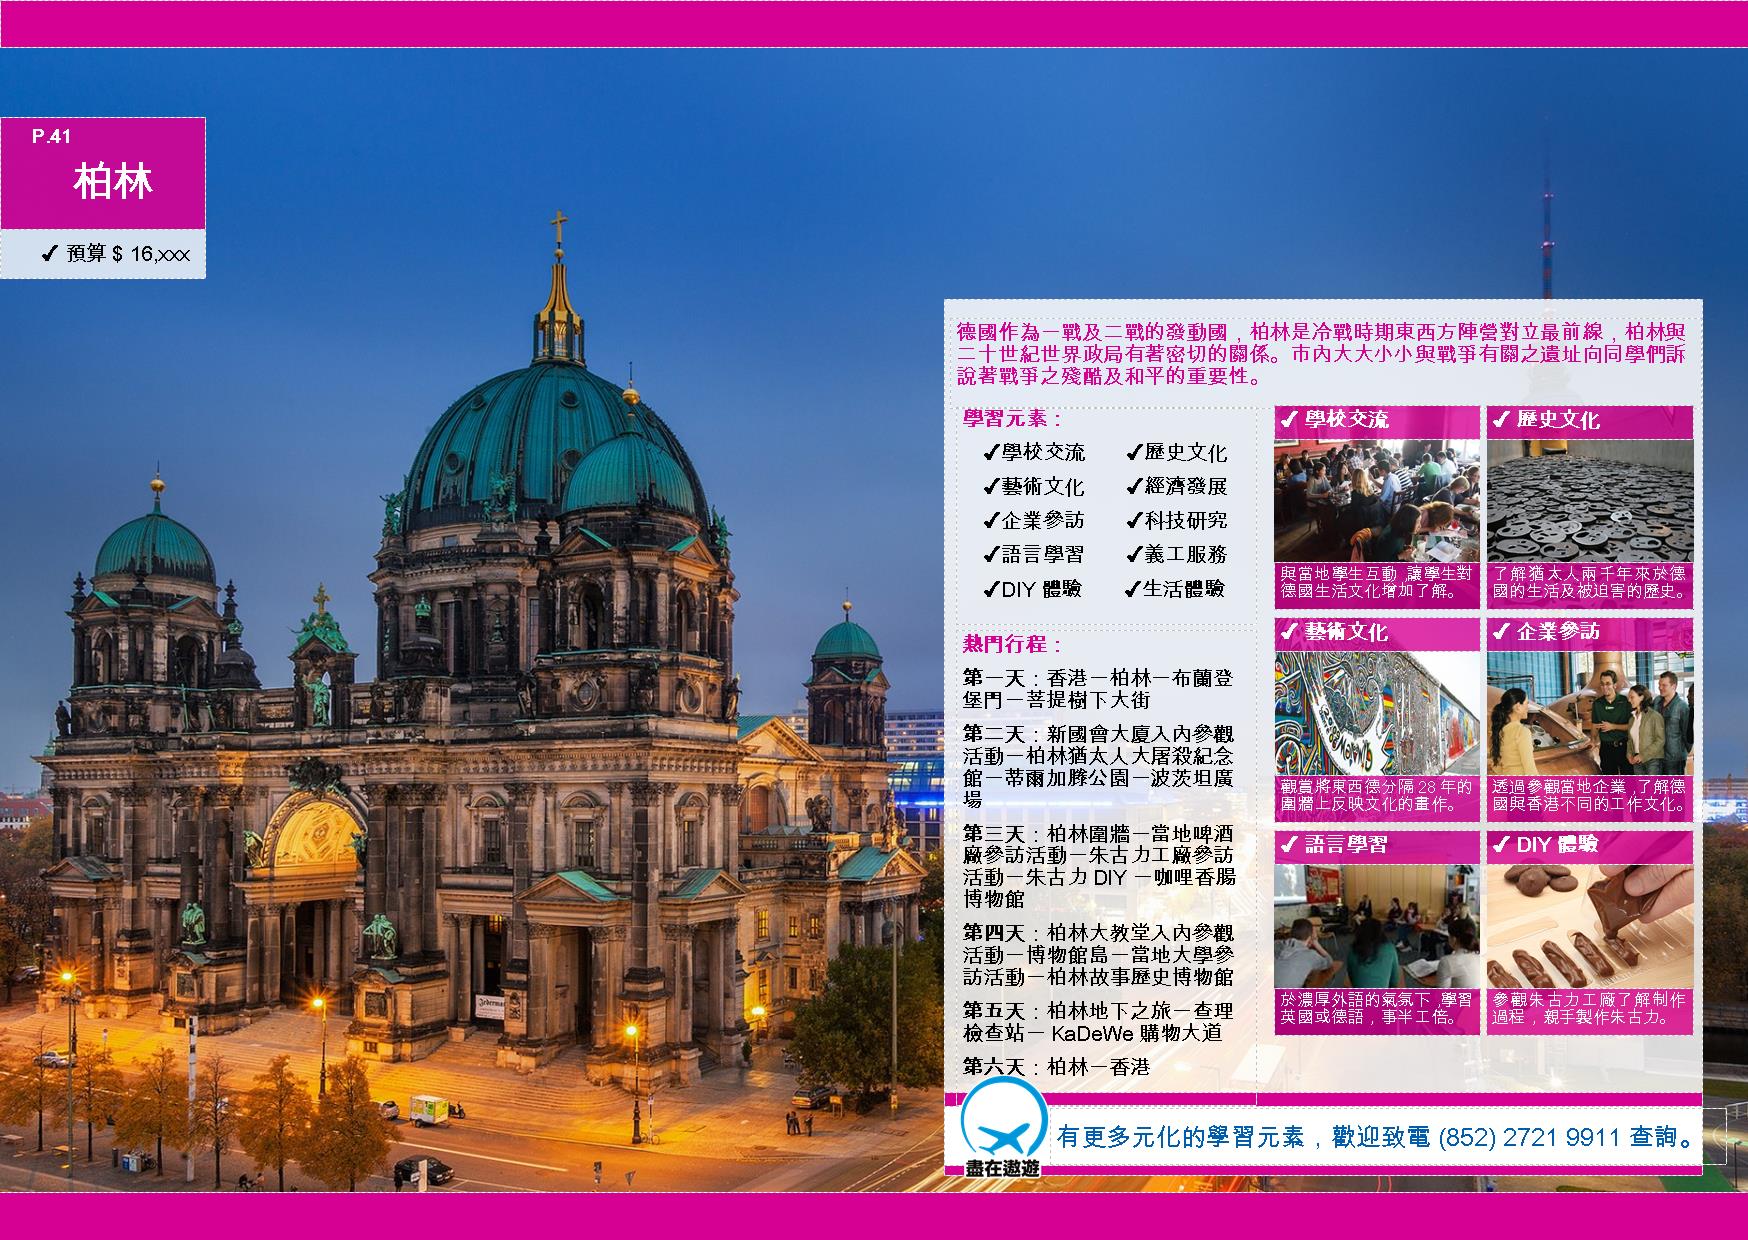 P.41
柏林
✓ 預算 $ 16,xxx
德國作為一戰及二戰的發動國，柏林是冷戰時期東西方陣營對立最前線，柏林與
二十世紀世界政局有著密切的關係。市內大大小小與戰爭有關之遺址向同學們訴
說著戰爭之殘酷及和平的重要性。
學習元素：
✓學校交流 ✓歷史文化
✓藝術文化 ✓經濟發展
✓企業參訪 ✓科技研究
✓語言學習 ✓義工服務
✓DIY 體驗 ✓生活體驗
熱門行程：
第一天：香港－柏林－布蘭登
堡門－菩提樹下大街
第二天：新國會大廈入內參觀
活動－柏林猶太人大屠殺紀念
館－蒂爾加滕公園－波茨坦廣
場
第三天：柏林圍牆－當地啤酒
廠參訪活動－朱古力工廠參訪
活動－朱古力 DIY －咖哩香腸
博物館
第四天：柏林大教堂入內參觀
活動－博物館島－當地大學參
訪活動－柏林故事歷史博物館
第五天：柏林地下之旅－查理
檢查站－ KaDeWe 購物大道
第六天：柏林－香港
✓ 學校交流
與當地學生互動,讓學生對
德國生活文化增加了解。
✓ 歷史文化
了解猶太人兩千年來於德
國的生活及被迫害的歷史。
✓ 藝術文化
觀賞將東西德分隔 28 年的
圍牆上反映文化的畫作。
✓ 企業參訪
透過參觀當地企業,了解德
國與香港不同的工作文化。
✓ 語言學習
於濃厚外語的氣氛下,學習
英國或德語，事半工倍。
✓ DIY 體驗
參觀朱古力工廠了解制作
過程，親手製作朱古力。
盡在遨遊
有更多元化的學習元素，歡迎致電 (852) 2721 9911 查詢。